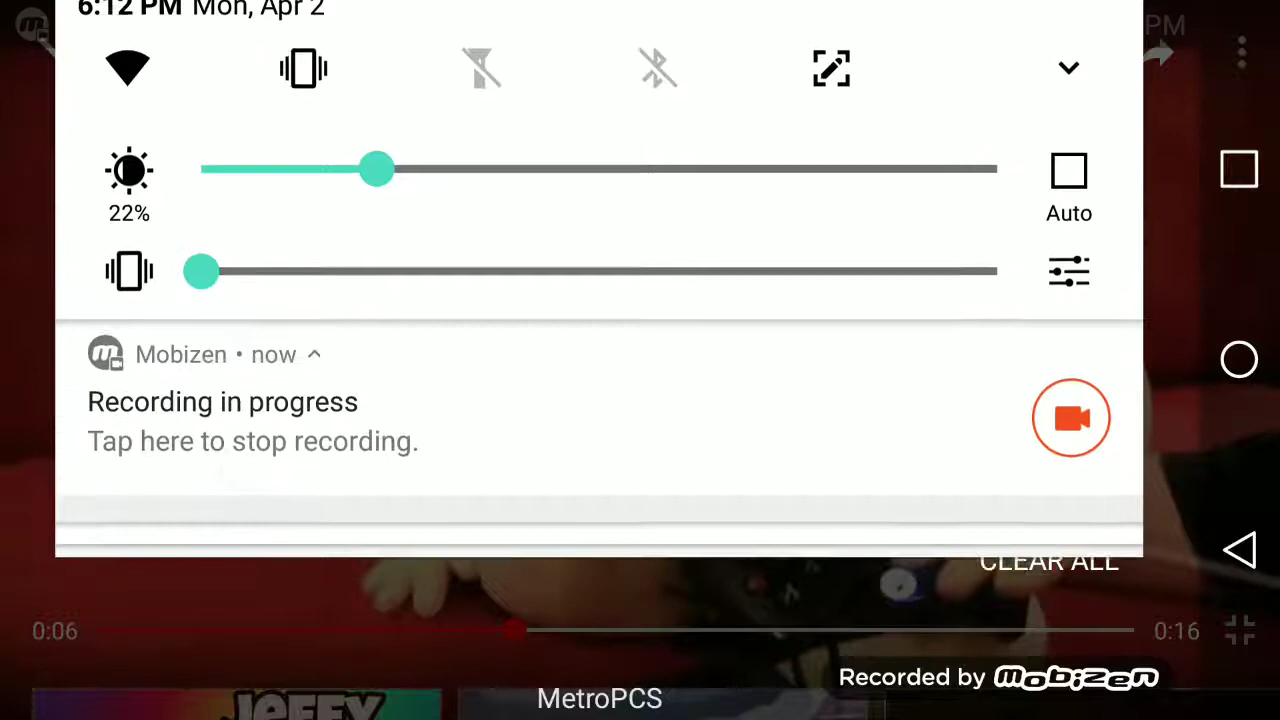 6:12 PM Mon, Apr 2
PM
22%
Auto
Mobizen • now
Recording in progress
Tap here to stop recording.
CLEAR ALL
0:06
0:16
Recorded by mobizen
JEFFY
MetroPCS